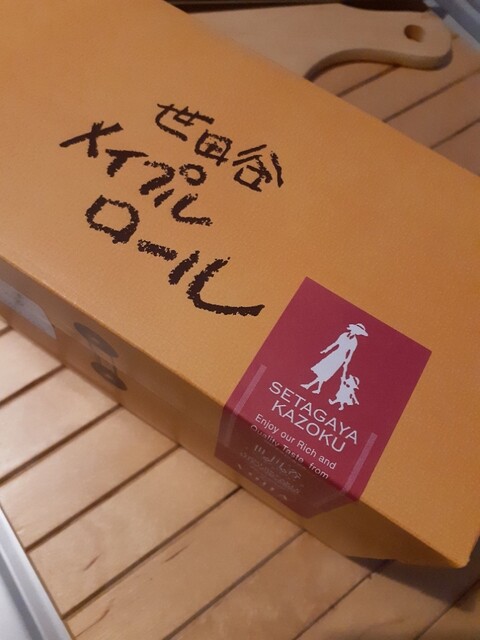 世田谷
メイプル
ロール
SETAGAYA
KAZOKU
Enjoy our Rich and
Quality Taste, from